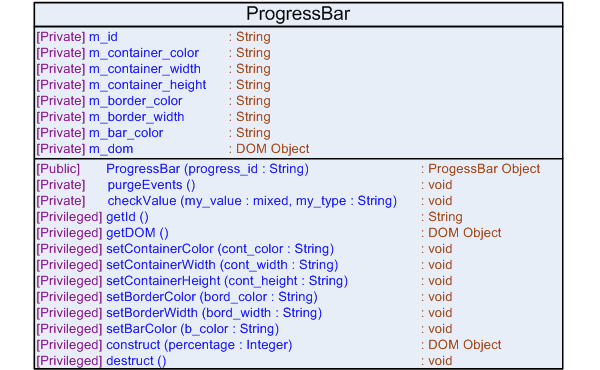 ProgressBar
[Private] m_id : String
[Private] m_container_color : String
[Private] m_container_width : String
[Private] m_container_height : String
[Private] m_border_color : String
[Private] m_border_width : String
[Private] m_bar_color : String
[Private] m_dom : DOM Object
[Public] ProgressBar (progress_id : String) : ProgessBar Object
[Private] purgeEvents () : void
[Private] checkValue (my_value : mixed, my_type : String) : void
[Privileged] getId () : String
[Privileged] getDOM () : DOM Object
[Privileged] setContainerColor (cont_color : String) : void
[Privileged] setContainerWidth (cont_width : String) : void
[Privileged] setContainerHeight (cont_height : String) : void
[Privileged] setBorderColor (bord_color : String) : void
[Privileged] setBorderWidth (bord_width : String) : void
[Privileged] setBarColor (b_color : String) : void
[Privileged] construct (percentage : Integer) : DOM Object
[Privileged] destruct () : void